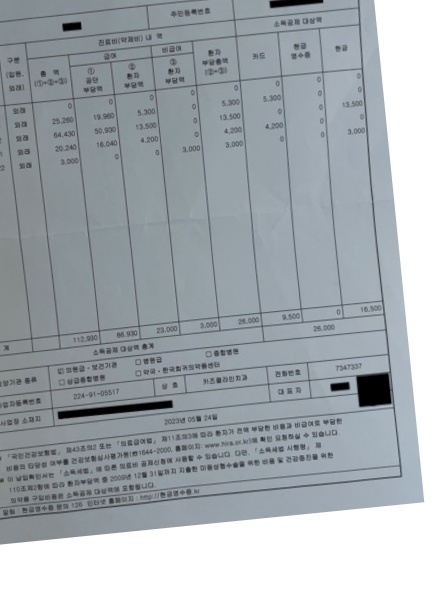 주민등록번호
진료비(약제비) 내 역
소득공제 대상액
구분
(입원,
외래)
총 액
(①+②+③)
급여
비급여
①
공단
부담액
②
환자
부담액
③
환자
부담액
환자
부담총액
(②+③)
카드
현금
영수증
현금
외래 0 0 0 0 0 0 0 0
외래 25,260 19,960 5,300 0 5,300 5,300 0 0
외래 64,430 50,930 13,500 0 13,500 0 0 13,500
외래 20,240 16,040 4,200 0 4,200 4,200 0 0
외래 3,000 0 0 3,000 3,000 0 0 3,000
계 112,930 86,930 23,000 3,000 26,000 9,500 0 16,500
소득공제 대상액 총계 26,000
요양기관 종류 ☑ 의원급·보건기관 □ 병원급 □ 종합병원
□ 상급종합병원 □ 약국·한국희귀의약품센터
사업자등록번호 224-91-05517 상 호 키즈클라인치과 전화번호 7347337
사업장 소재지 대 표 자
2023년 05월 24일
「국민건강보험법」 제43조의2 또는 「의료급여법」 제11조의3에 따라 환자가 전액 부담한 비용과 비급여로 부담한
비용의 타당성 여부를 건강보험심사평가원(☎1644-2000, 홈페이지: www.hira.or.kr)에 확인 요청하실 수 있습니다.
이 납입확인서는 「소득세법」에 따른 의료비 공제신청에 사용할 수 있습니다. 다만, 「소득세법 시행령」 제
110조제2항에 따라 환자부담액 중 2009년 12월 31일까지 지출한 미용성형수술을 위한 비용 및 건강증진을 위한
의약품 구입비용은 소득공제 대상액에 포함됩니다.
알림 : 현금영수증 문의 126 인터넷 홈페이지 : http://현금영수증.kr